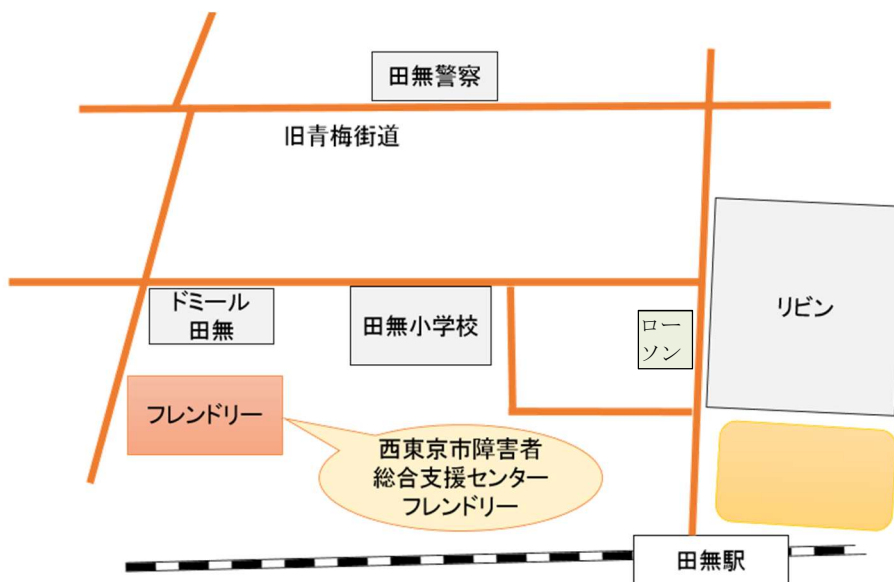 田無警察
旧青梅街道
ドミール
田無
田無小学校
ロー
ソン
リビン
フレンドリー
西東京市障害者
総合支援センター
フレンドリー
田無駅